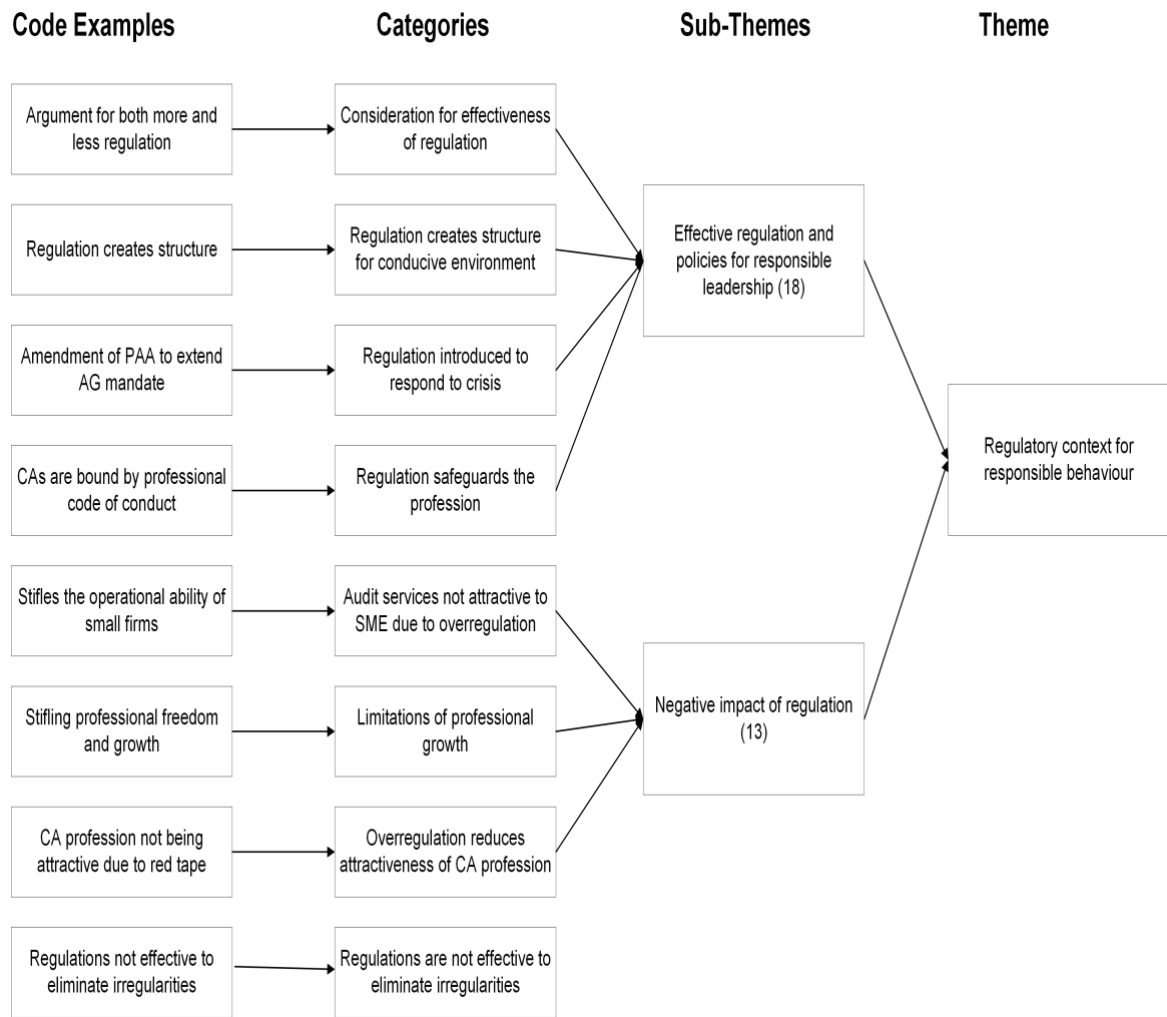 Code Examples
Categories
Sub-Themes
Theme
Argument for both more and
less regulation
Consideration for effectiveness
of regulation
Regulation creates structure
Regulation creates structure
for conducive environment
Amendment of PAA to extend
AG mandate
Regulation introduced to
respond to crisis
CAs are bound by professional
code of conduct
Regulation safeguards the
profession
Stifles the operational ability of
small firms
Audit services not attractive to
SME due to overregulation
Stifling professional freedom
and growth
Limitations of professional
growth
CA profession not being
attractive due to red tape
Overregulation reduces
attractiveness of CA profession
Regulations not effective to
eliminate irregularities
Regulations are not effective to
eliminate irregularities
Effective regulation and
policies for responsible
leadership (18)
Negative impact of regulation
(13)
Regulatory context for
responsible behaviour